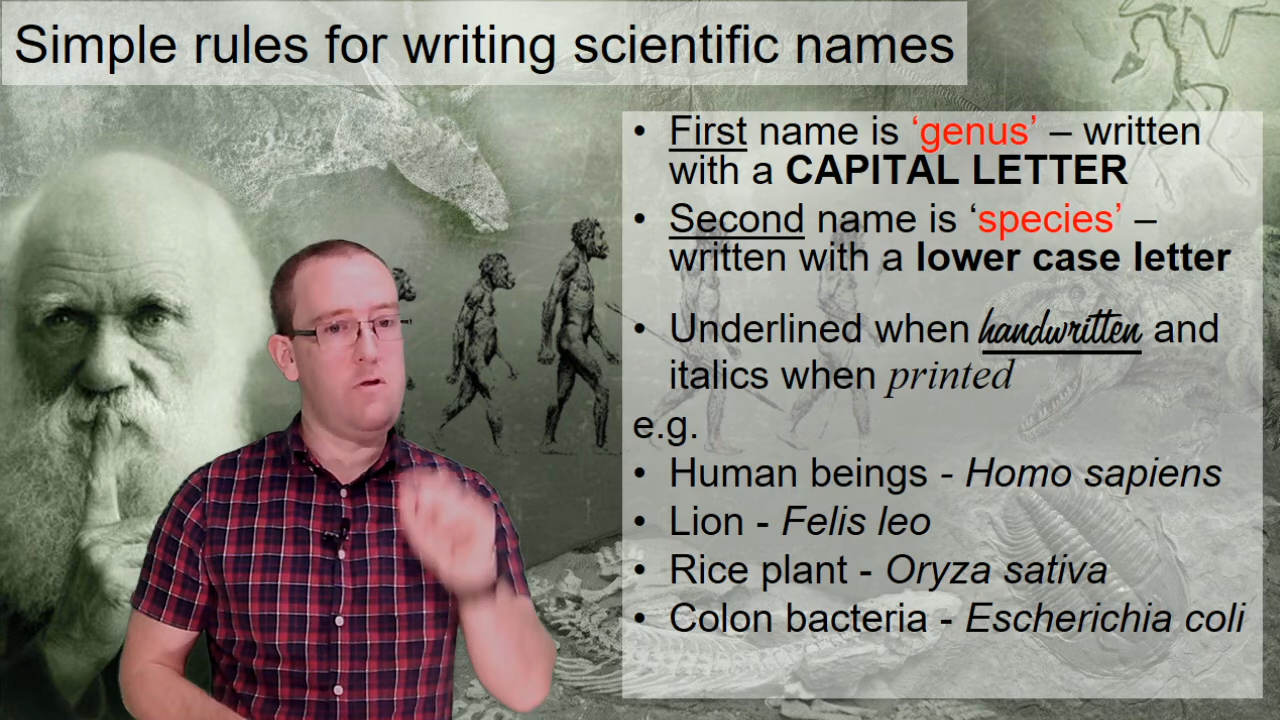 Simple rules for writing scientific names
• First name is ‘genus’ – written
with a CAPITAL LETTER
• Second name is ‘species’ –
written with a lower case letter
• Underlined when handwritten and
italics when printed
e.g.
• Human beings - Homo sapiens
• Lion - Felis leo
• Rice plant - Oryza sativa
• Colon bacteria - Escherichia coli